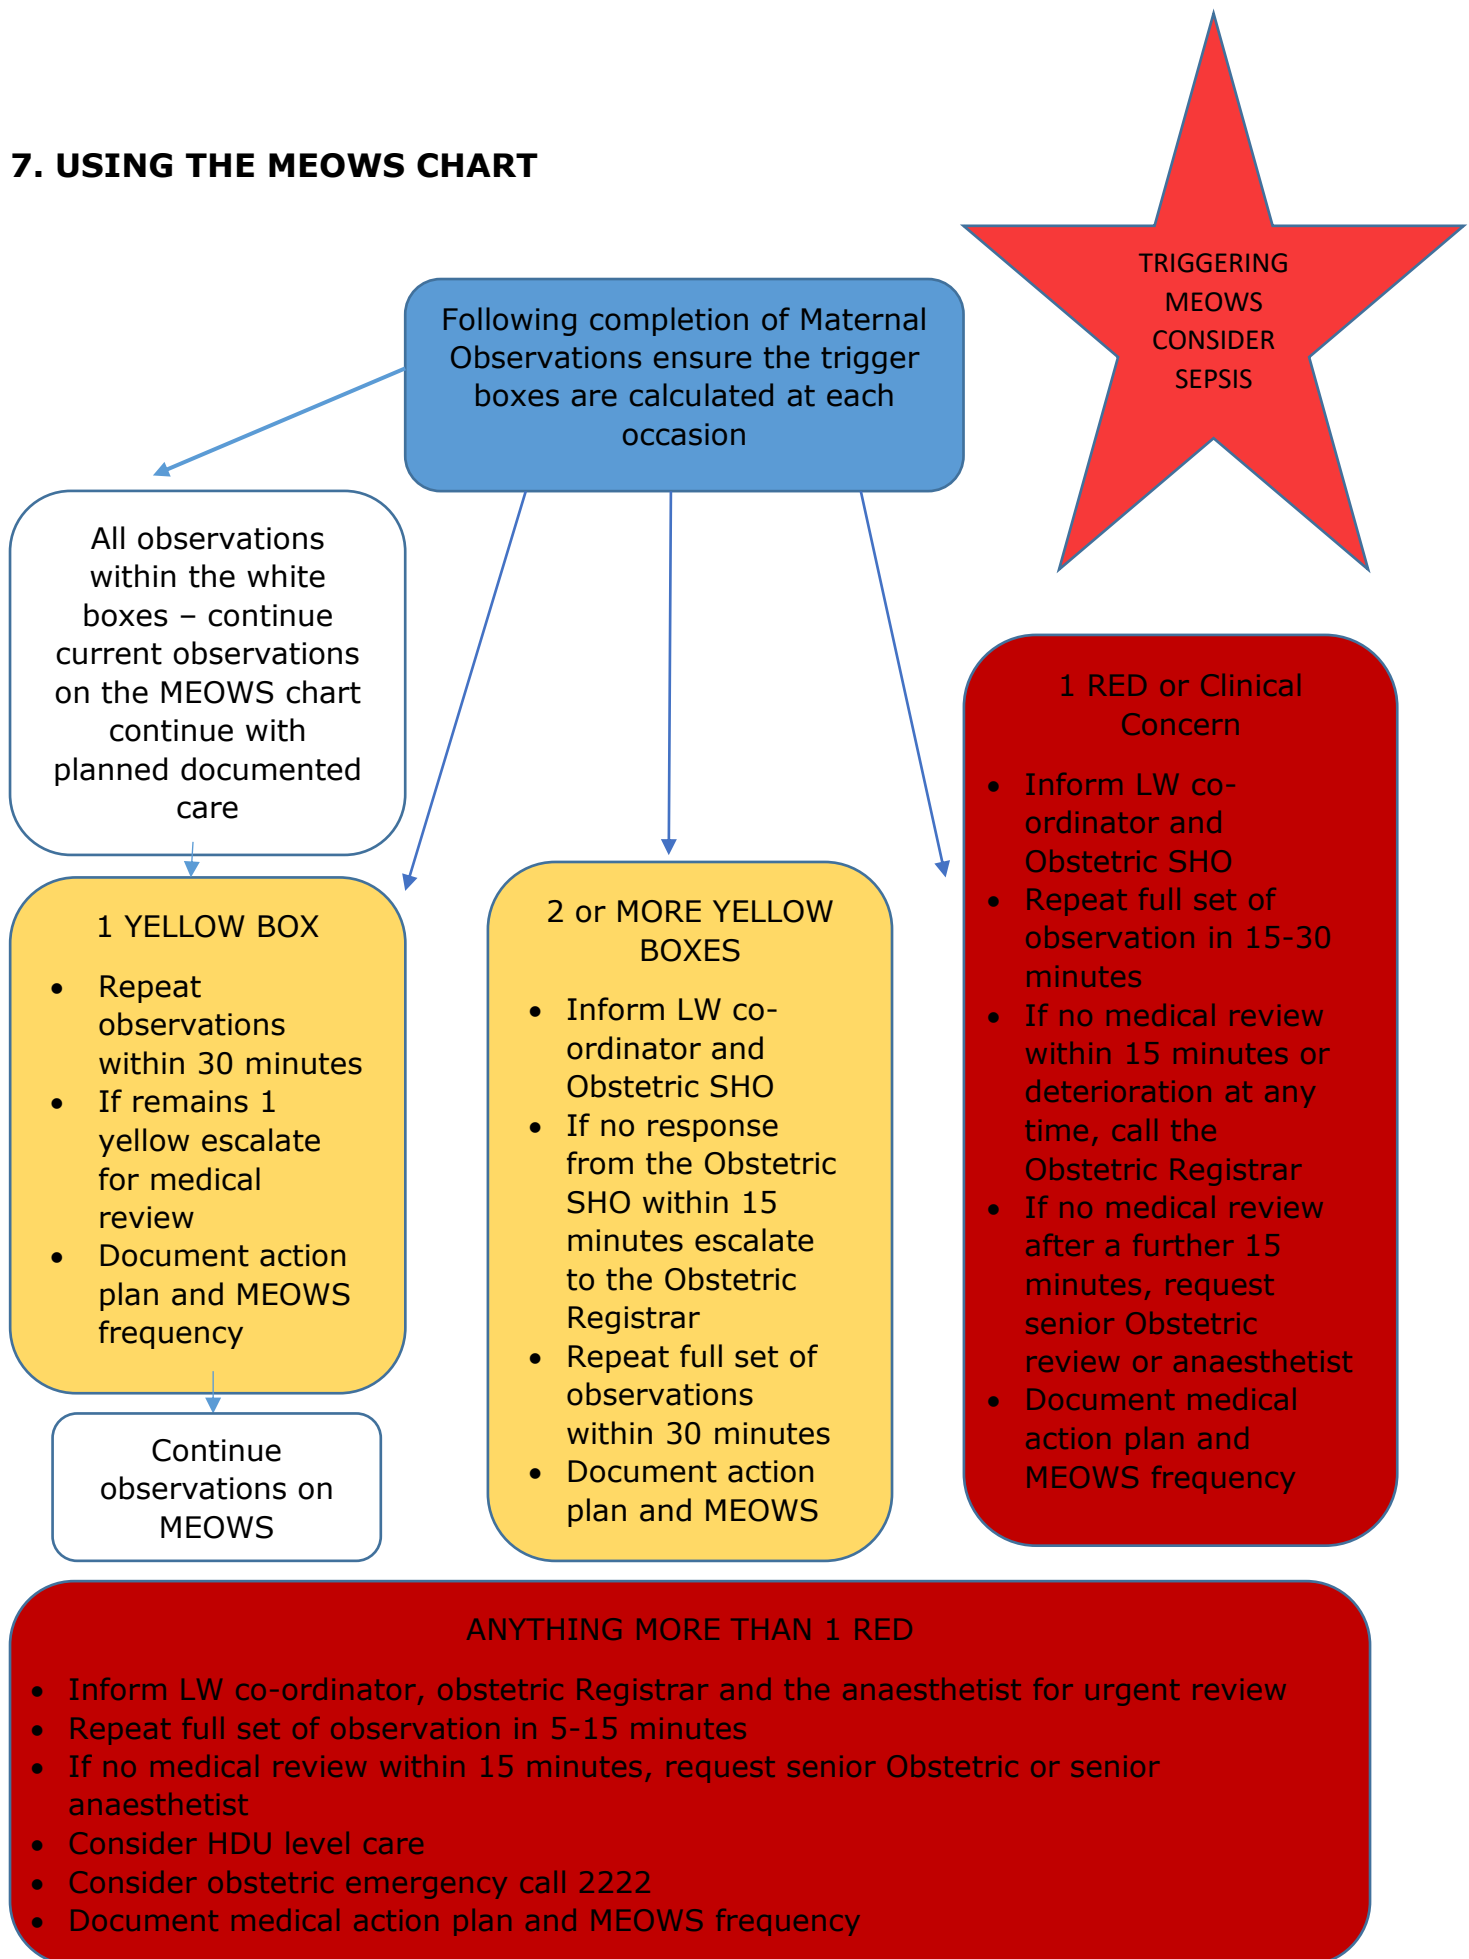 7. USING THE MEOWS CHART
TRIGGERING
MEOWS
CONSIDER
SEPSIS
Following completion of Maternal
Observations ensure the trigger
boxes are calculated at each
occasion
All observations
within the white
boxes – continue
current observations
on the MEOWS chart
continue with
planned documented
care
1 YELLOW BOX
• Repeat
observations
within 30 minutes
• If remains 1
yellow escalate
for medical
review
• Document action
plan and MEOWS
frequency
Continue
observations on
MEOWS
2 or MORE YELLOW
BOXES
• Inform LW co-
ordinator and
Obstetric SHO
• If no response
from the Obstetric
SHO within 15
minutes escalate
to the Obstetric
Registrar
• Repeat full set of
observations
within 30 minutes
• Document action
plan and MEOWS
1 RED or Clinical
Concern
• Inform LW co-
ordinator and
Obstetric SHO
• Repeat full set of
observation in 15-30
minutes
• If no medical review
within 15 minutes or
deterioration at any
time, call the
Obstetric Registrar
• If no medical review
after a further 15
minutes, request
senior Obstetric
review or anaesthetist
• Document medical
action plan and
MEOWS frequency
ANYTHING MORE THAN 1 RED
• Inform LW co-ordinator, obstetric Registrar and the anaesthetist for urgent review
• Repeat full set of observation in 5-15 minutes
• If no medical review within 15 minutes, request senior Obstetric or senior
anaesthetist
• Consider HDU level care
• Consider obstetric emergency call 2222
• Document medical action plan and MEOWS frequency